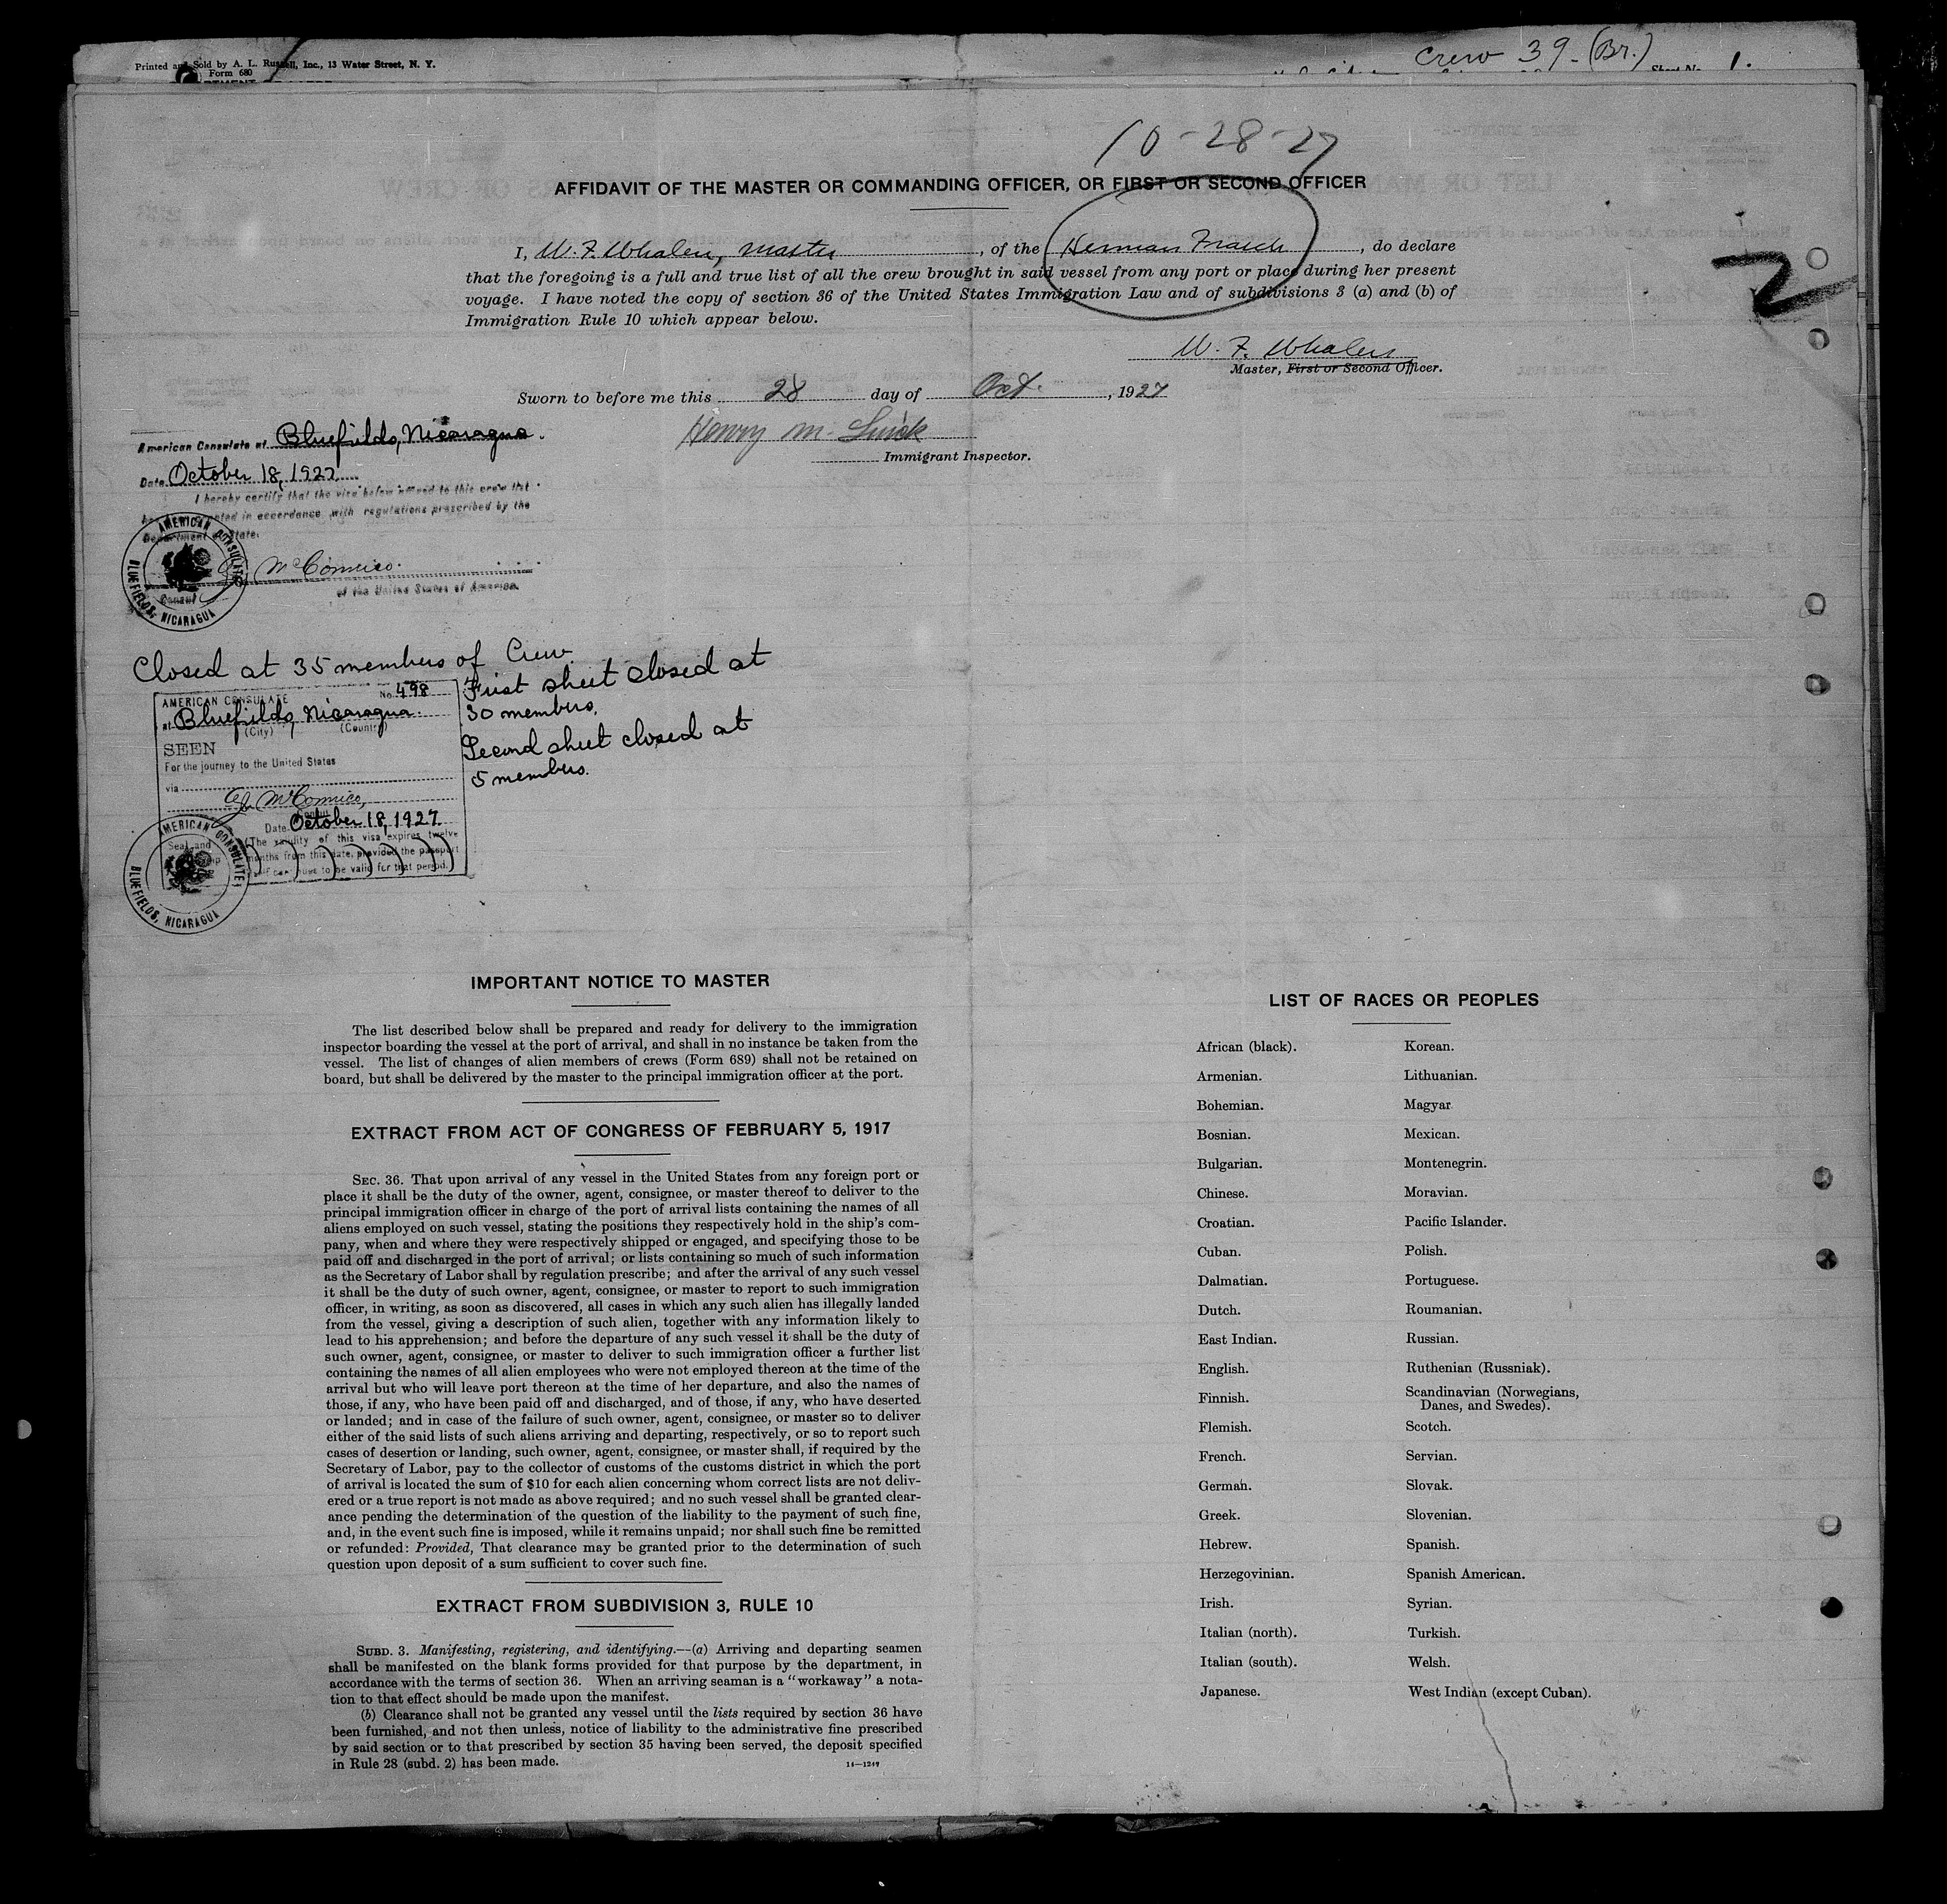 Printed and Sold by A. L. Russell, Inc., 13 Water Street, N. Y.
Form 680
Crew 39 - (Br.)
Sheet No. 1.
10-28-27
AFFIDAVIT OF THE MASTER OR COMMANDING OFFICER, OR FIRST OR SECOND OFFICER
I, W. F. Whalen, Master, of the Herman Frasch, do declare
that the foregoing is a full and true list of all the crew brought in said vessel from any port or place during her present
voyage. I have noted the copy of section 36 of the United States Immigration Law and of subdivisions 3 (a) and (b) of
Immigration Rule 10 which appear below.
2
W. F. Whalen
Master, First or Second Officer.
Sworn to before me this 28 day of Oct., 1927
Henry M.
Immigrant Inspector.
American Consulate at Bluefields, Nicaragua.
Date October 18, 1927
I hereby certify that the visa below affixed to this crew list
has been granted in accordance with regulations prescribed by the
Department of State.
McConnico.
Consul of the United States of America.
AMERICAN CONSULATE
BLUEFIELDS, NICARAGUA
Closed at 35 members of Crew
First sheet closed at
30 members.
Second sheet closed at
5 members.
AMERICAN CONSULATE No. 498
at Bluefields, Nicaragua.
(City) (Country)
SEEN
For the journey to the United States
via
McConnico,
Date October 18, 1927.
(The validity of this visa expires twelve
months from this date, provided the passport
itself continues to be valid for that period.)
Seal and
AMERICAN CONSULATE
BLUEFIELDS, NICARAGUA
IMPORTANT NOTICE TO MASTER
The list described below shall be prepared and ready for delivery to the immigration
inspector boarding the vessel at the port of arrival, and shall in no instance be taken from the
vessel. The list of changes of alien members of crews (Form 689) shall not be retained on
board, but shall be delivered by the master to the principal immigration officer at the port.
EXTRACT FROM ACT OF CONGRESS OF FEBRUARY 5, 1917
SEC. 36. That upon arrival of any vessel in the United States from any foreign port or
place it shall be the duty of the owner, agent, consignee, or master thereof to deliver to the
principal immigration officer in charge of the port of arrival lists containing the names of all
aliens employed on such vessel, stating the positions they respectively hold in the ship's com-
pany, when and where they were respectively shipped or engaged, and specifying those to be
paid off and discharged in the port of arrival; or lists containing so much of such information
as the Secretary of Labor shall by regulation prescribe; and after the arrival of any such vessel
it shall be the duty of such owner, agent, consignee, or master to report to such immigration
officer, in writing, as soon as discovered, all cases in which any such alien has illegally landed
from the vessel, giving a description of such alien, together with any information likely to
lead to his apprehension; and before the departure of any such vessel it shall be the duty of
such owner, agent, consignee, or master to deliver to such immigration officer a further list
containing the names of all alien employees who were not employed thereon at the time of the
arrival but who will leave port thereon at the time of her departure, and also the names of
those, if any, who have been paid off and discharged, and of those, if any, who have deserted
or landed; and in case of the failure of such owner, agent, consignee, or master so to deliver
either of the said lists of such aliens arriving and departing, respectively, or so to report such
cases of desertion or landing, such owner, agent, consignee, or master shall, if required by the
Secretary of Labor, pay to the collector of customs of the customs district in which the port
of arrival is located the sum of $10 for each alien concerning whom correct lists are not deliv-
ered or a true report is not made as above required; and no such vessel shall be granted clear-
ance pending the determination of the question of the liability to the payment of such fine,
and, in the event such fine is imposed, while it remains unpaid; nor shall such fine be remitted
or refunded: Provided, That clearance may be granted prior to the determination of such
question upon deposit of a sum sufficient to cover such fine.
EXTRACT FROM SUBDIVISION 3, RULE 10
SUBD. 3. Manifesting, registering, and identifying.—(a) Arriving and departing seamen
shall be manifested on the blank forms provided for that purpose by the department, in
accordance with the terms of section 36. When an arriving seaman is a "workaway" a nota-
tion to that effect should be made upon the manifest.
(b) Clearance shall not be granted any vessel until the lists required by section 36 have
been furnished, and not then unless, notice of liability to the administrative fine prescribed
by said section or to that prescribed by section 35 having been served, the deposit specified
in Rule 28 (subd. 2) has been made.
14—1249
LIST OF RACES OR PEOPLES
African (black).
Armenian.
Bohemian.
Bosnian.
Bulgarian.
Chinese.
Croatian.
Cuban.
Dalmatian.
Dutch.
East Indian.
English.
Finnish.
Flemish.
French.
German.
Greek.
Hebrew.
Herzegovinian.
Irish.
Italian (north).
Italian (south).
Japanese.
Korean.
Lithuanian.
Magyar
Mexican.
Montenegrin.
Moravian.
Pacific Islander.
Polish.
Portuguese.
Roumanian.
Russian.
Ruthenian (Russniak).
Scandinavian (Norwegians,
Danes, and Swedes).
Scotch.
Servian.
Slovak.
Slovenian.
Spanish.
Spanish American.
Syrian.
Turkish.
Welsh.
West Indian (except Cuban).